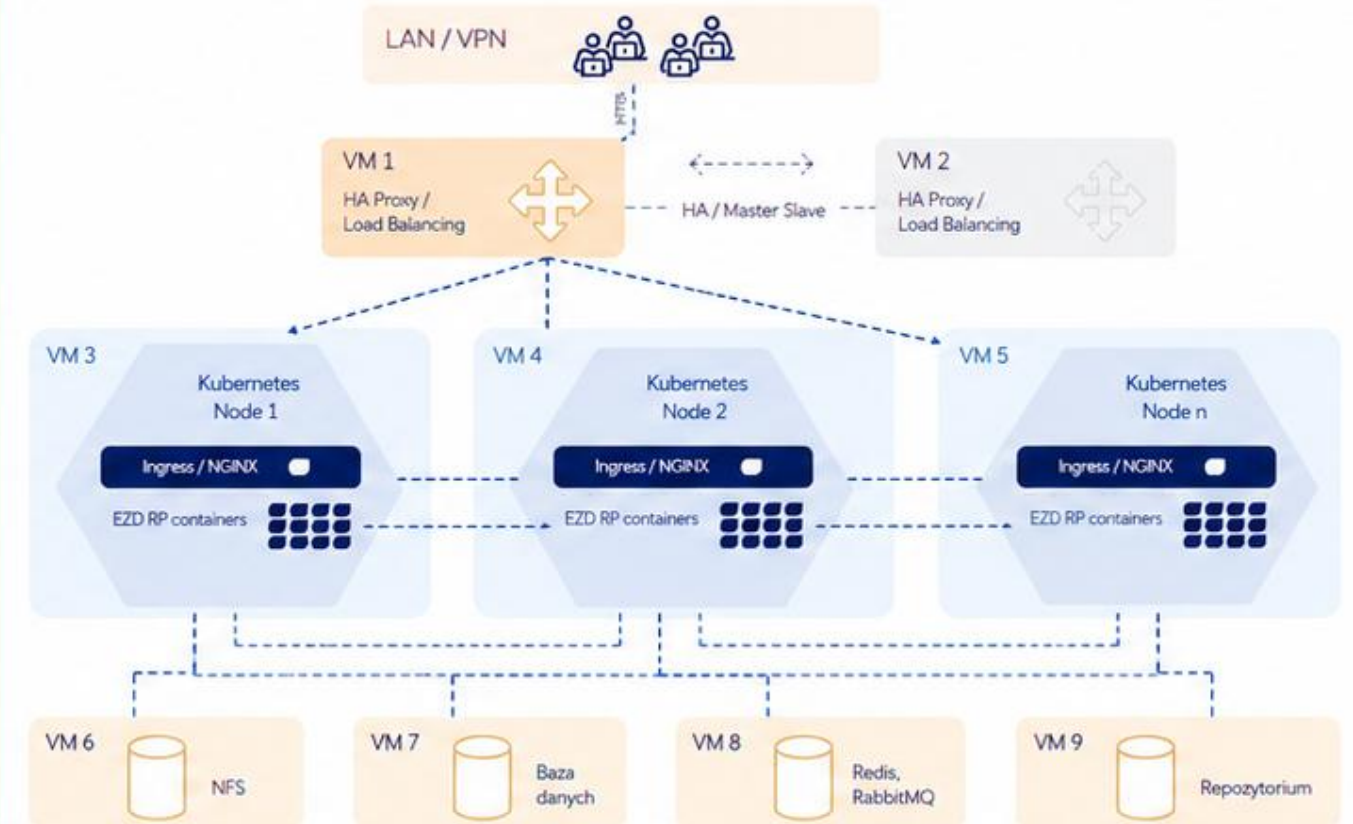 LAN / VPN
HTTPS
VM 1
HA Proxy /
Load Balancing
HA / Master Slave
VM 2
HA Proxy /
Load Balancing
VM 3
Kubernetes
Node 1
Ingress / NGINX
EZD RP containers
VM 4
Kubernetes
Node 2
Ingress / NGINX
EZD RP containers
VM 5
Kubernetes
Node n
Ingress / NGINX
EZD RP containers
VM 6
NFS
VM 7
Baza
danych
VM 8
Redis,
RabbitMQ
VM 9
Repozytorium